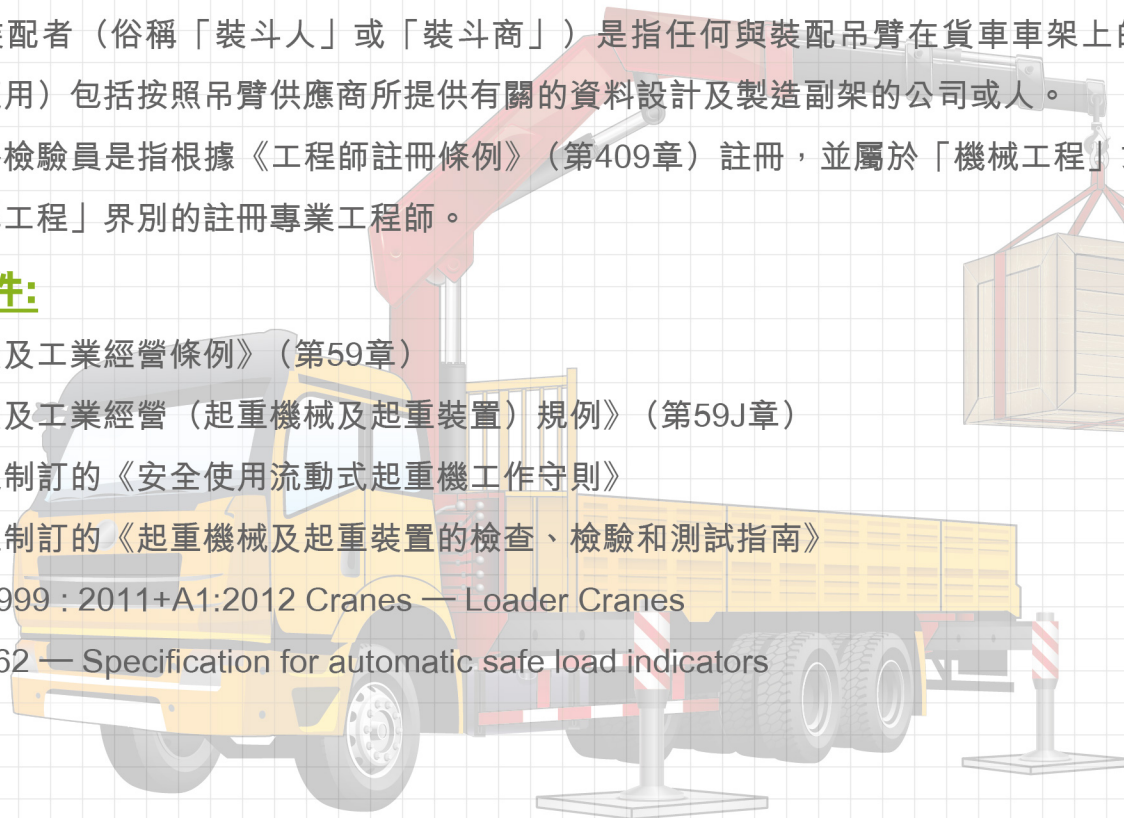 配者（俗稱「裝斗人」或「裝斗商」）是指任何與裝配吊臂在貨車車架上的
用）包括按照吊臂供應商所提供有關的資料設計及製造副架的公司或人。
檢驗員是指根據《工程師註冊條例》（第409章）註冊，並屬於「機械工程」
工程」界別的註冊專業工程師。
件:
及工業經營條例》（第59章）
及工業經營（起重機械及起重裝置）規例》（第59J章）
制訂的《安全使用流動式起重機工作守則》
制訂的《起重機械及起重裝置的檢查、檢驗和測試指南》
999 : 2011+A1:2012 Cranes — Loader Cranes
62 — Specification for automatic safe load indicators